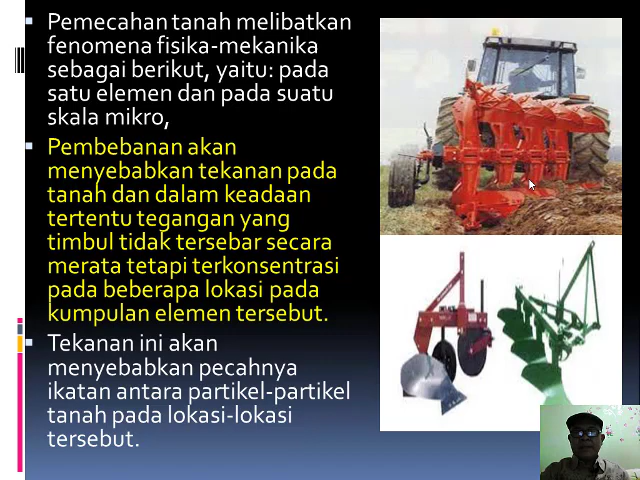 Pemecahan tanah melibatkan
fenomena fisika-mekanika
sebagai berikut, yaitu: pada
satu elemen dan pada suatu
skala mikro,
Pembebanan akan
menyebabkan tekanan pada
tanah dan dalam keadaan
tertentu tegangan yang
timbul tidak tersebar secara
merata tetapi terkonsentrasi
pada beberapa lokasi pada
kumpulan elemen tersebut.
Tekanan ini akan
menyebabkan pecahnya
ikatan antara partikel-partikel
tanah pada lokasi-lokasi
tersebut.